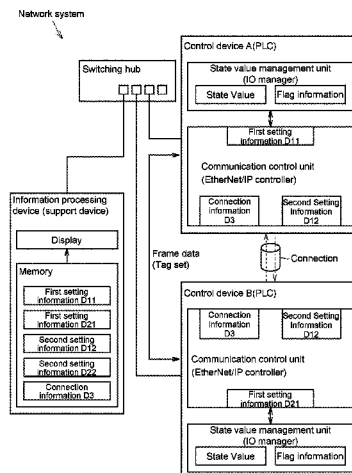 Network system
Switching hub
Control device A(PLC)
State value management unit
(IO manager)
State Value
Flag information
First setting
information D11
Communication control unit
(EtherNet/IP controller)
Connection
information
D3
Second Setting
Information
D12
Information processing
device (support device)
Display
Memory
First setting
information D11
First setting
information D21
Second setting
information D12
Second setting
information D22
Connection
information D3
Frame data
(Tag set)
Connection
Control device B(PLC)
Connection
Information
D3
Second Setting
Information
D12
Communication control unit
(EtherNet/IP controller)
First setting
information D21
State value management unit
(IO manager)
State Value
Flag information